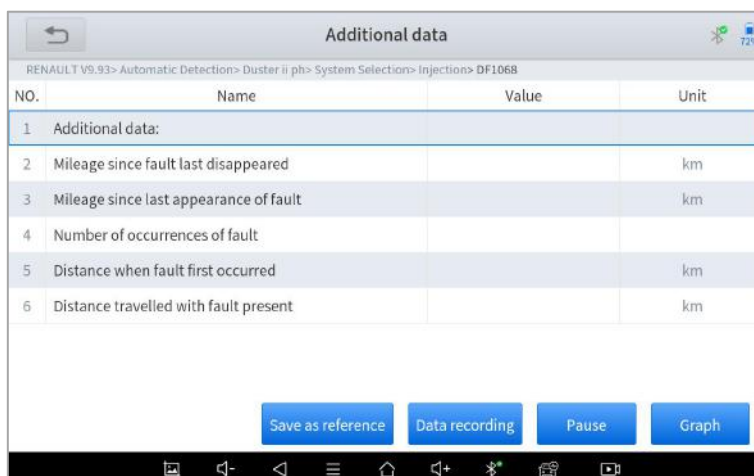 Additional data
72%
RENAULT V9.93> Automatic Detection> Duster ii ph> System Selection> Injection> DF1068
NO. Name Value Unit
1 Additional data:
2 Mileage since fault last disappeared km
3 Mileage since last appearance of fault km
4 Number of occurrences of fault
5 Distance when fault first occurred km
6 Distance travelled with fault present km
Save as reference Data recording Pause Graph